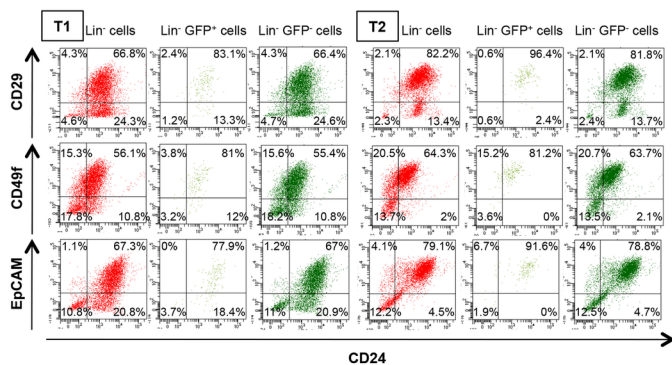 T1 Lin- cells Lin- GFP+ cells Lin- GFP- cells T2 Lin- cells Lin- GFP+ cells Lin- GFP- cells
4.3% 66.8% 2.4% 83.1% 4.3% 66.4% 2.1% 82.2% 0.6% 96.4% 2.1% 81.8%
CD29
4.6% 24.3% 1.2% 13.3% 4.7% 24.6% 2.3% 13.4% 0.6% 2.4% 2.4% 13.7%
15.3% 56.1% 3.8% 81% 15.6% 55.4% 20.5% 64.3% 15.2% 81.2% 20.7% 63.7%
CD49f
17.8% 10.8% 3.2% 12% 18.2% 10.8% 13.7% 2% 3.6% 0% 13.5% 2.1%
1.1% 67.3% 0% 77.9% 1.2% 67% 4.1% 79.1% 6.7% 91.6% 4% 78.8%
EpCAM
10.8% 20.8% 3.7% 18.4% 11% 20.9% 12.2% 4.5% 1.9% 0% 12.5% 4.7%
CD24